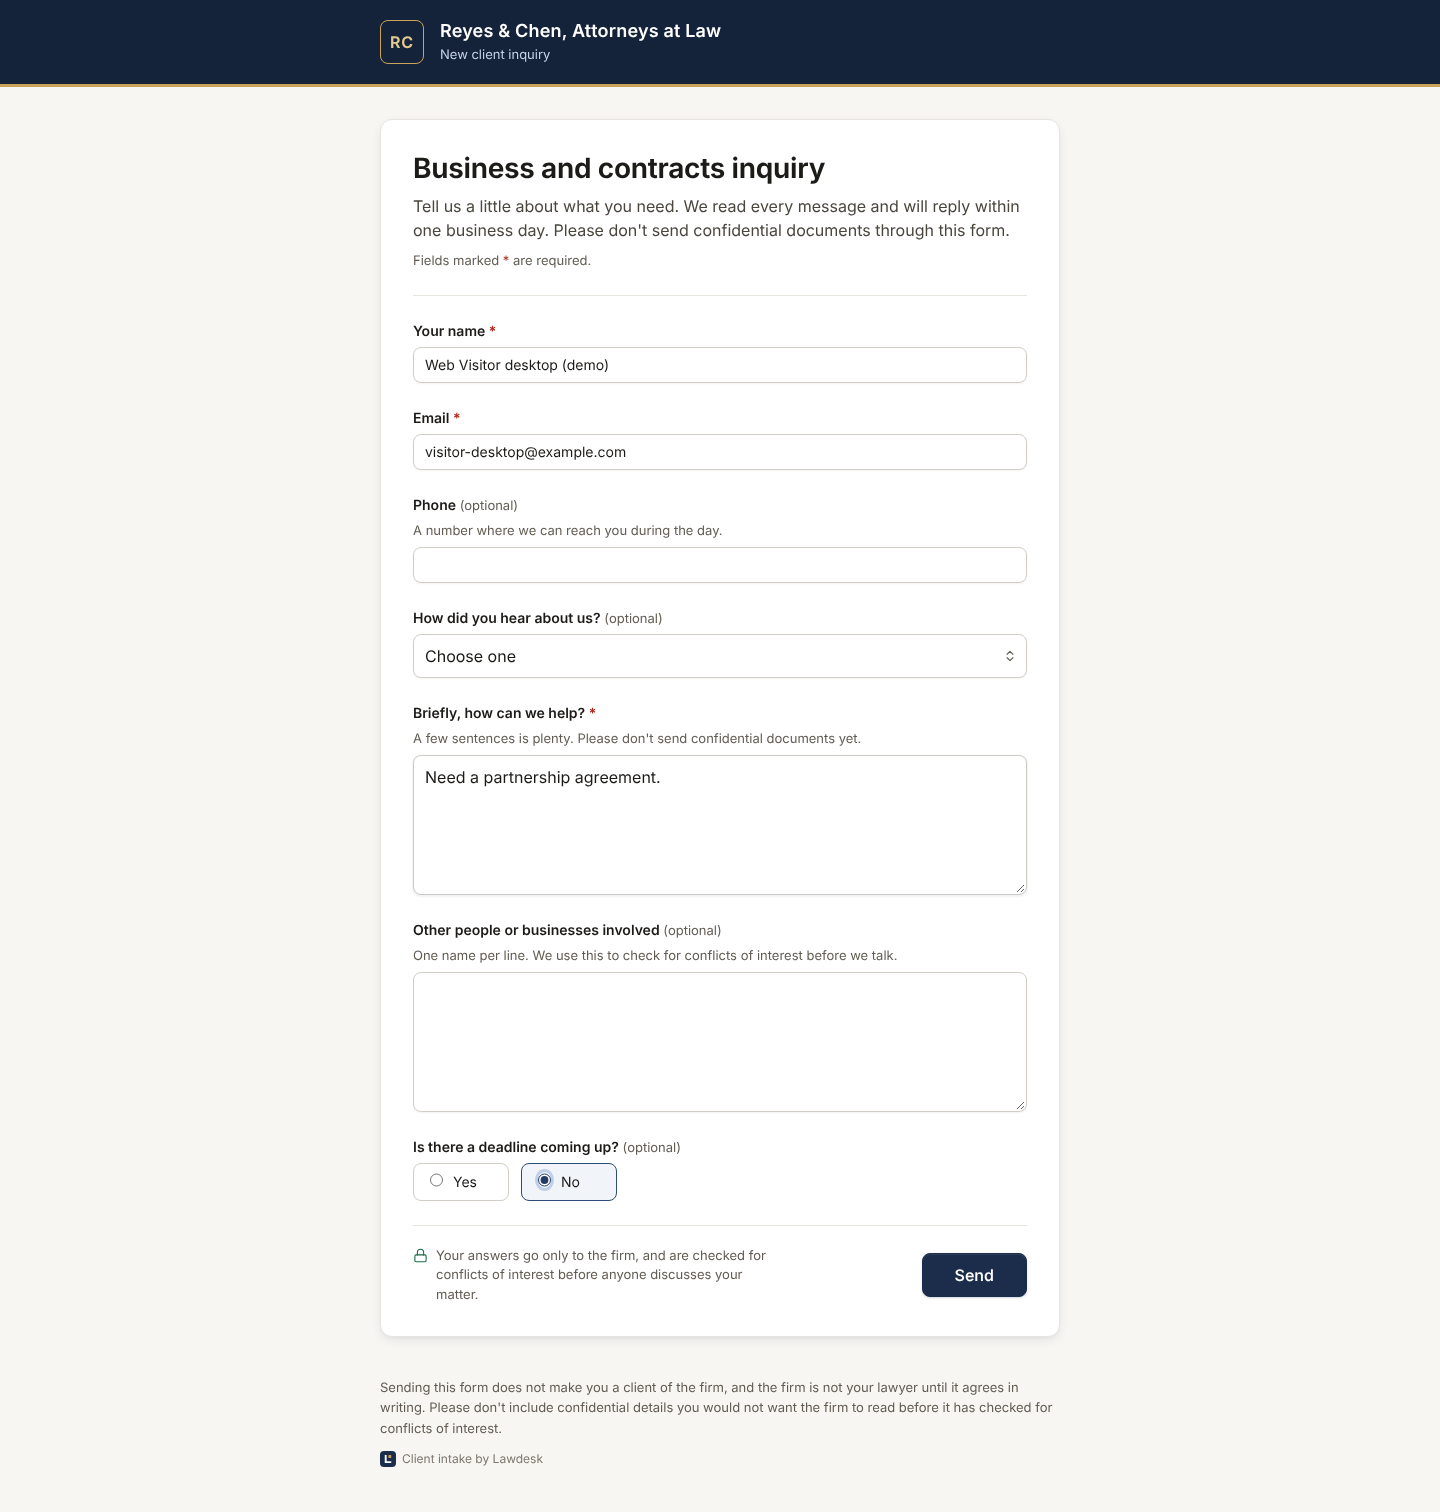 RC
Reyes & Chen, Attorneys at Law
New client inquiry
Business and contracts inquiry
Tell us a little about what you need. We read every message and will reply within
one business day. Please don't send confidential documents through this form.
Fields marked * are required.
Your name *
Web Visitor desktop (demo)
Email *
visitor-desktop@example.com
Phone (optional)
A number where we can reach you during the day.
How did you hear about us? (optional)
Choose one
Briefly, how can we help? *
A few sentences is plenty. Please don't send confidential documents yet.
Need a partnership agreement.
Other people or businesses involved (optional)
One name per line. We use this to check for conflicts of interest before we talk.
Is there a deadline coming up? (optional)
Yes No
Your answers go only to the firm, and are checked for
conflicts of interest before anyone discusses your
matter.
Send
Sending this form does not make you a client of the firm, and the firm is not your lawyer until it agrees in
writing. Please don't include confidential details you would not want the firm to read before it has checked for
conflicts of interest.
L Client intake by Lawdesk